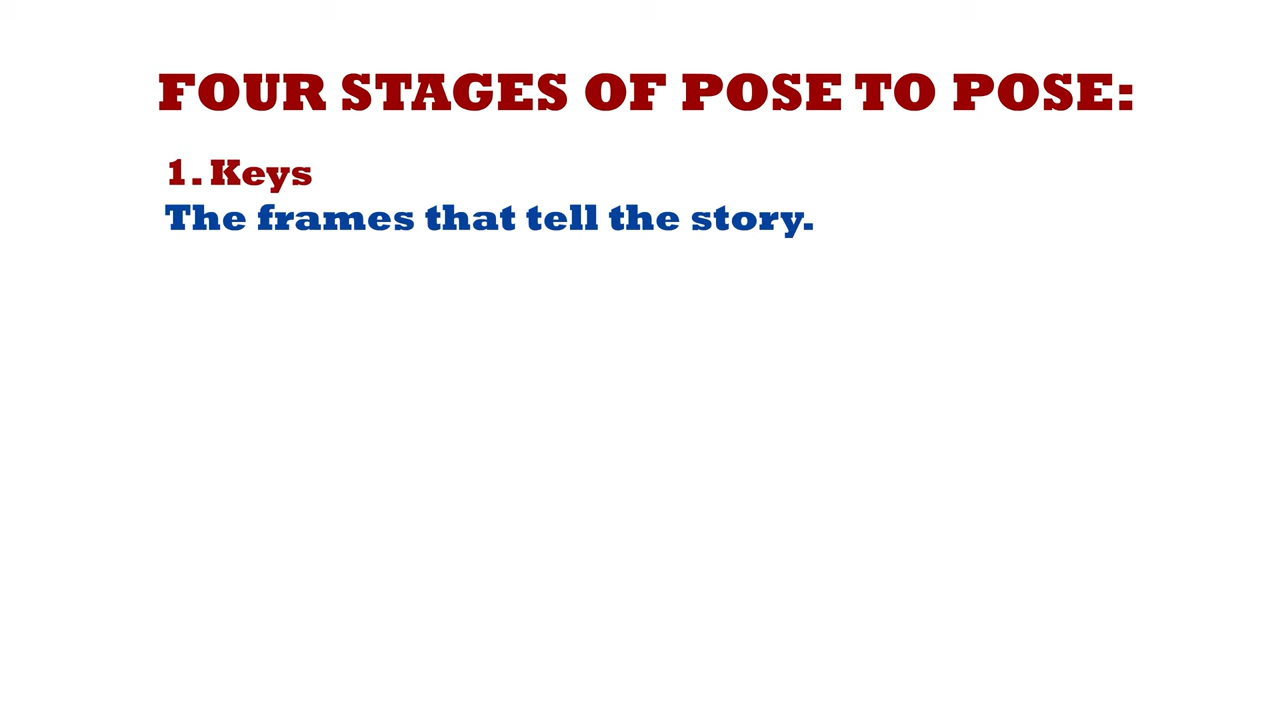 FOUR STAGES OF POSE TO POSE:
1. Keys
The frames that tell the story.